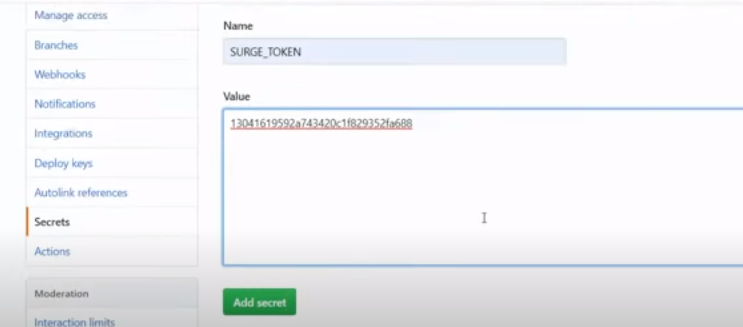 Manage access
Branches
Webhooks
Notifications
Integrations
Deploy keys
Autolink references
Secrets
Actions
Moderation
Interaction limits
Name
SURGE_TOKEN
Value
13041619592a743420c1f829352fa688
Add secret